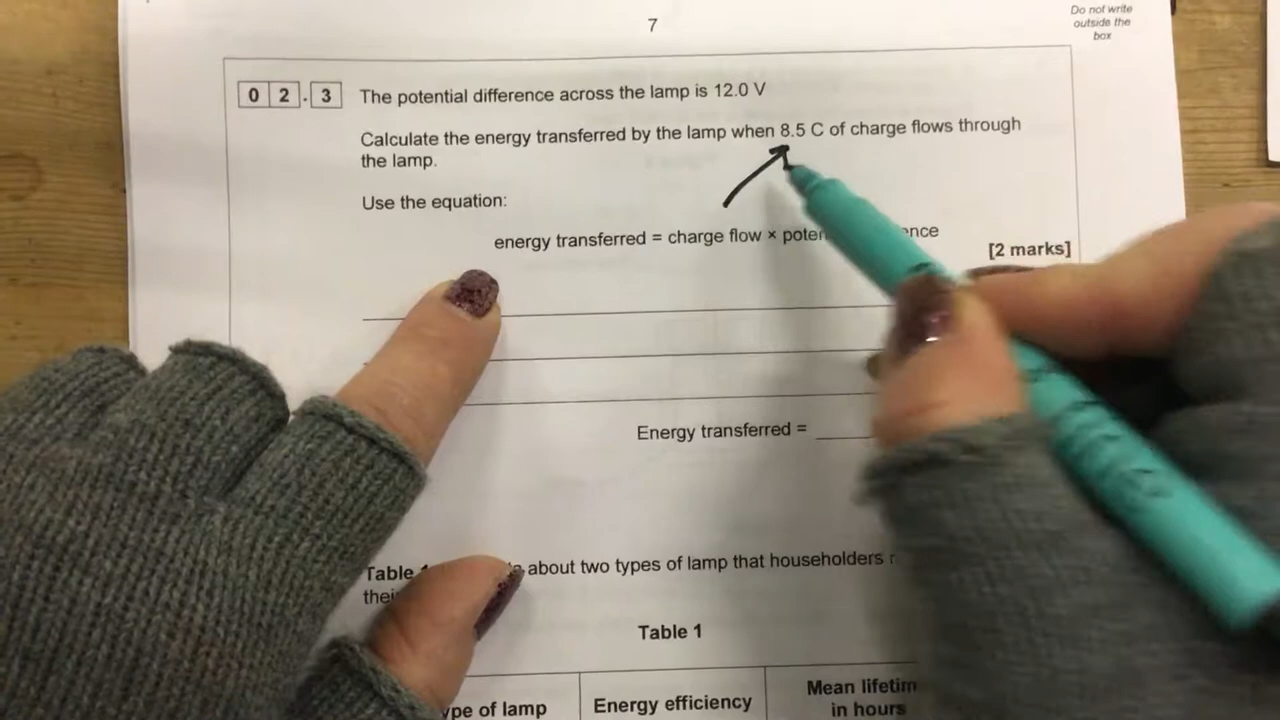 7
Do not write
outside the
box
0 2 . 3 The potential difference across the lamp is 12.0 V
Calculate the energy transferred by the lamp when 8.5 C of charge flows through
the lamp.
Use the equation:
energy transferred = charge flow ×
[2 marks]
Energy transferred =
Table about two types of lamp that householders
Table 1
of lamp
Energy efficiency
Mean
in hours